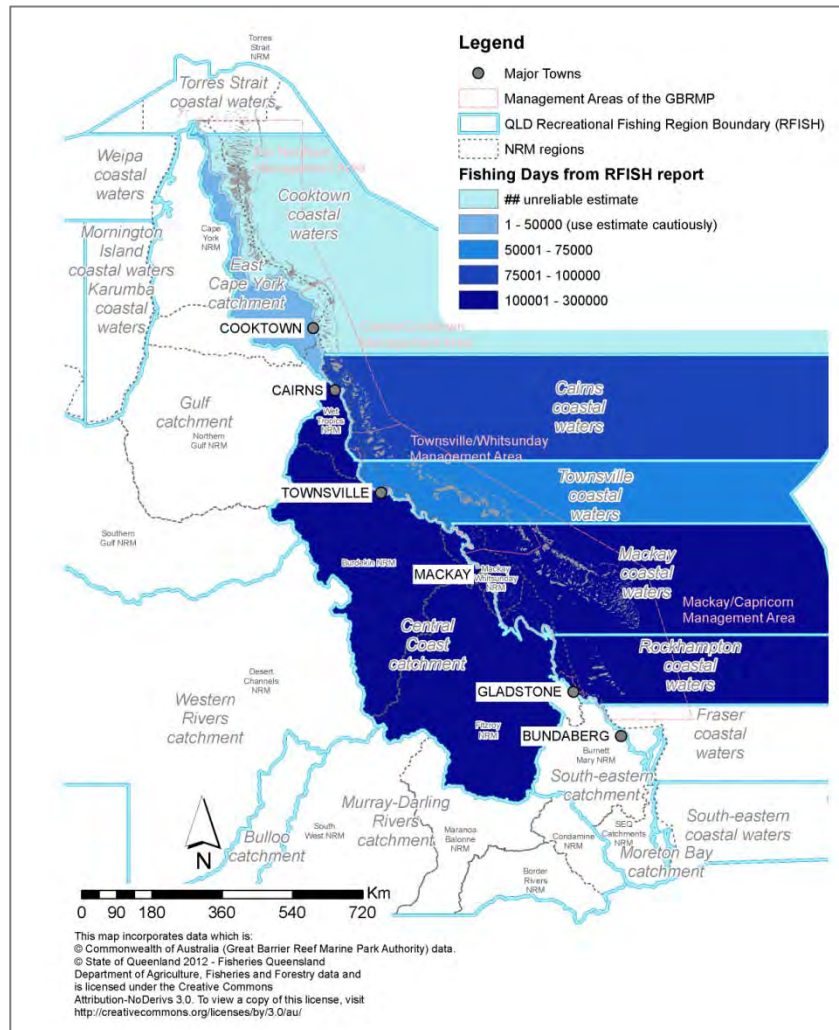 Torres
Strait
NRM
Torres Strait
coastal waters
Weipa
coastal
waters
Cooktown
coastal
waters
Mornington
Island
coastal waters
Karumba
coastal
waters
Cape
York
NRM
East
Cape York
catchment
COOKTOWN
CAIRNS
Cairns
coastal
waters
Wet
Tropics
NRM
Gulf
catchment
Northern
Gulf NRM
Townsville/Whitsunday
Management Area
Townsville
coastal
waters
TOWNSVILLE
Southern
Gulf NRM
Burdekin NRM
MACKAY
Mackay
Whitsunday
NRM
Mackay
coastal
waters
Mackay/Capricorn
Management Area
Central
Coast
catchment
Rockhampton
coastal
waters
Desert
Channels
NRM
GLADSTONE
Western
Rivers
catchment
Fitzroy
NRM
BUNDABERG
Fraser
coastal
waters
Burnett
Mary NRM
South-eastern
catchment
Murray-Darling
Rivers
catchment
South-eastern
coastal waters
Bulloo
catchment
South
West NRM
Maranoa
Balonne
NRM
Condamine
NRM
SEQ
Catchments
NRM
Moreton Bay
catchment
Border
Rivers
NRM
Legend
Major Towns
Management Areas of the GBRMP
QLD Recreational Fishing Region Boundary (RFISH)
NRM regions
Fishing Days from RFISH report
## unreliable estimate
1 - 50000 (use estimate cautiously)
50001 - 75000
75001 - 100000
100001 - 300000
N
Km
0 90 180 360 540 720
This map incorporates data which is:
© Commonwealth of Australia (Great Barrier Reef Marine Park Authority) data.
© State of Queensland 2012 - Fisheries Queensland
Department of Agriculture, Fisheries and Forestry data and
is licensed under the Creative Commons
Attribution-NoDerivs 3.0. To view a copy of this license, visit
http://creativecommons.org/licenses/by/3.0/au/